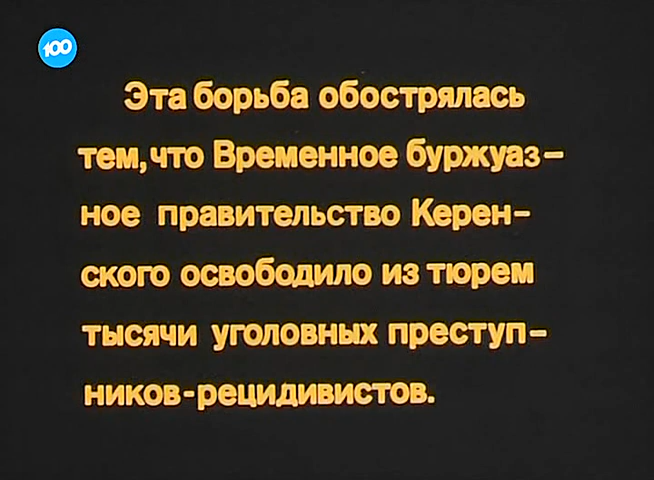 100
Эта борьба обострялась
тем, что Временное буржуаз–
ное правительство Керен–
ского освободило из тюрем
тысячи уголовных преступ–
ников-рецидивистов.